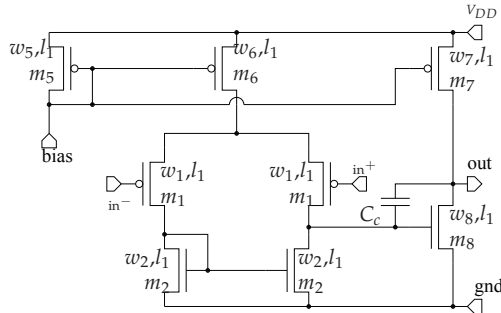 V_DD
w_5,l_1
m_5
w_6,l_1
m_6
w_7,l_1
m_7
bias
w_1,l_1
m_1
in^-
w_1,l_1
m_1
in^+
out
C_c
w_8,l_1
m_8
w_2,l_1
m_2
w_2,l_1
m_2
gnd